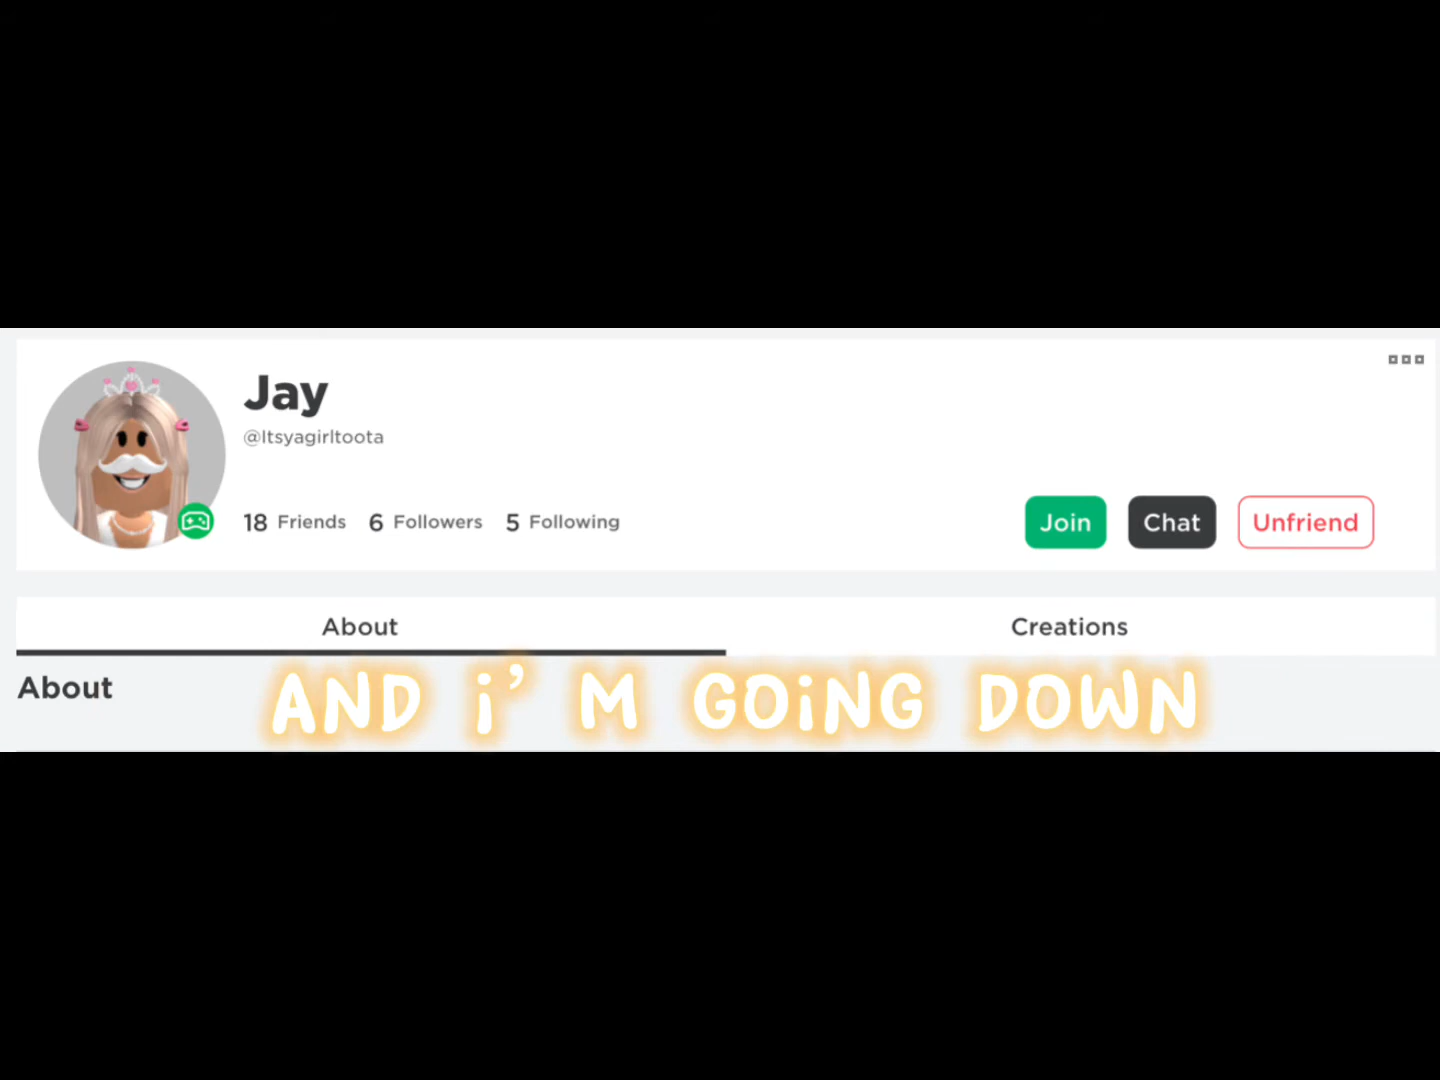 Jay
@Itsyagirltoota
18 Friends 6 Followers 5 Following
Join Chat Unfriend
About Creations
About
AND i'M GOiNG DOWN